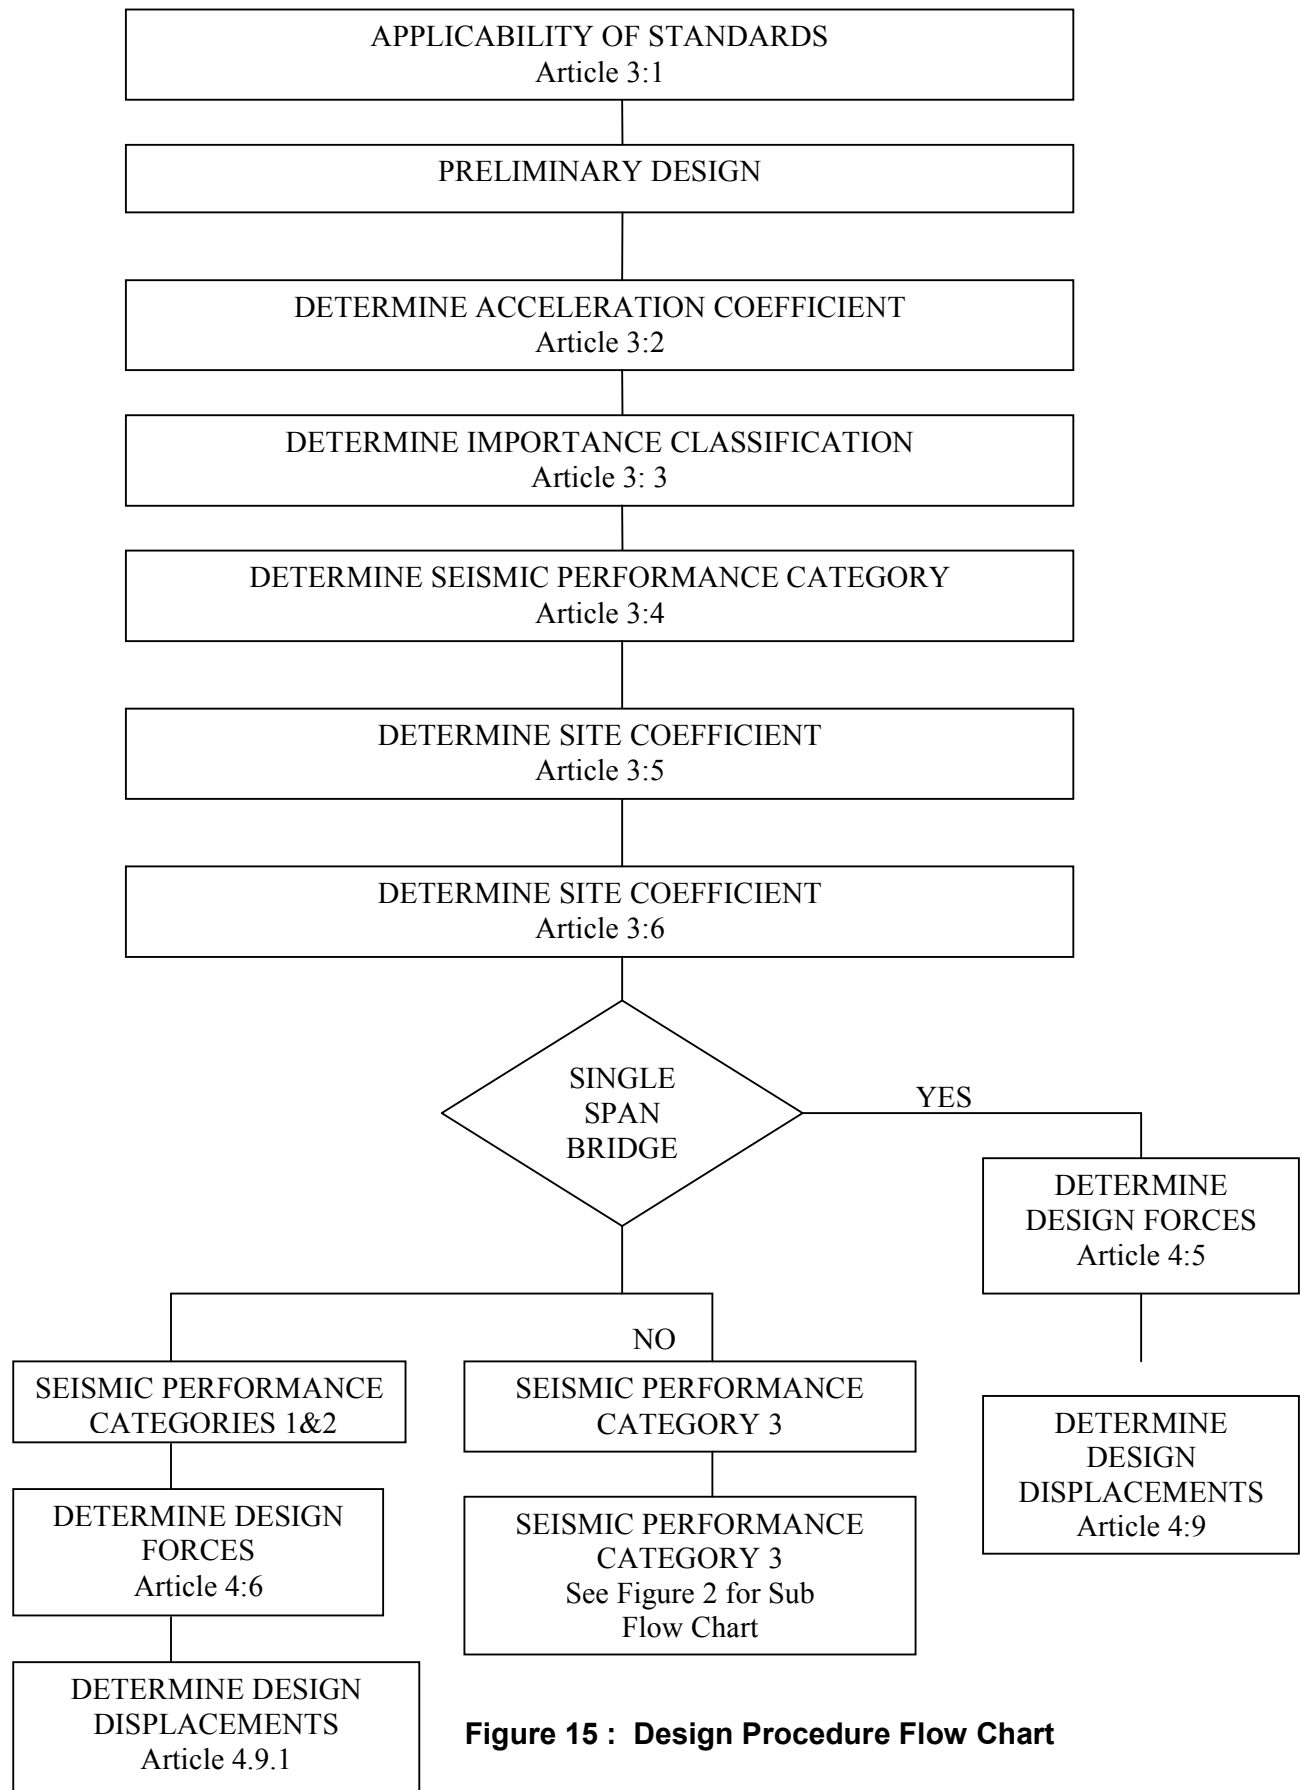 APPLICABILITY OF STANDARDS
Article 3:1
PRELIMINARY DESIGN
DETERMINE ACCELERATION COEFFICIENT
Article 3:2
DETERMINE IMPORTANCE CLASSIFICATION
Article 3: 3
DETERMINE SEISMIC PERFORMANCE CATEGORY
Article 3:4
DETERMINE SITE COEFFICIENT
Article 3:5
DETERMINE SITE COEFFICIENT
Article 3:6
SINGLE
SPAN
BRIDGE
YES
DETERMINE
DESIGN FORCES
Article 4:5
DETERMINE
DESIGN
DISPLACEMENTS
Article 4:9
NO
SEISMIC PERFORMANCE
CATEGORIES 1&2
DETERMINE DESIGN
FORCES
Article 4:6
DETERMINE DESIGN
DISPLACEMENTS
Article 4.9.1
SEISMIC PERFORMANCE
CATEGORY 3
SEISMIC PERFORMANCE
CATEGORY 3
See Figure 2 for Sub
Flow Chart
Figure 15 : Design Procedure Flow Chart